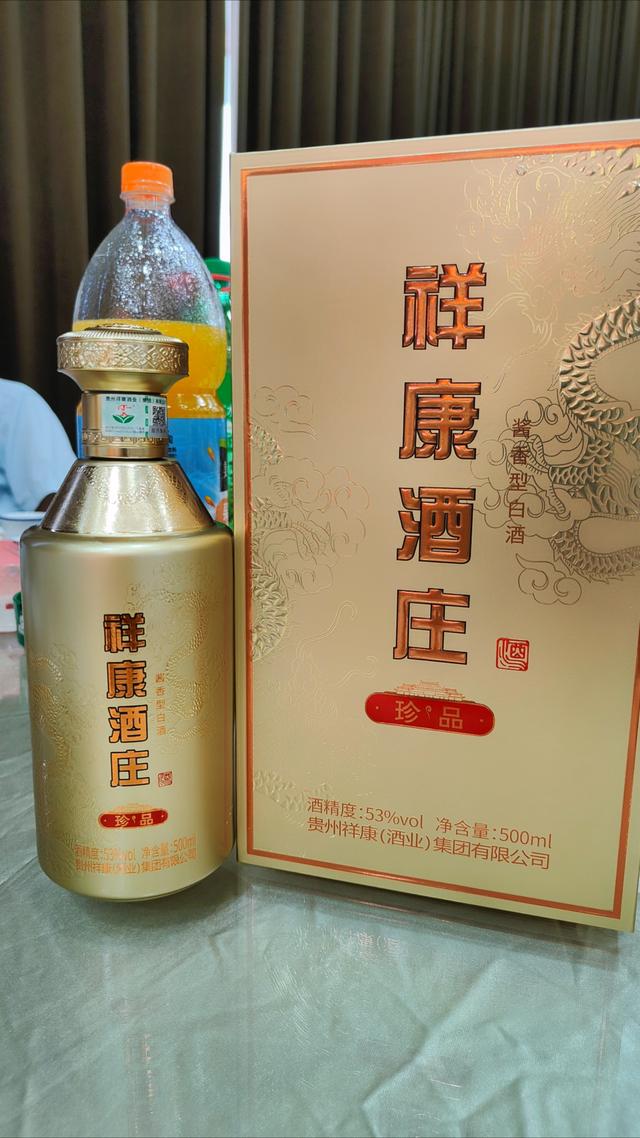 祥康酒庄
酱香型白酒
酒
珍品
酒精度:53%vol 净含量:500ml
贵州祥康(酒业)集团有限公司
祥康酒庄
酱香型白酒
珍品
酒精度:53%vol 净含量:500ml
贵州祥康(酒业)集团有限公司